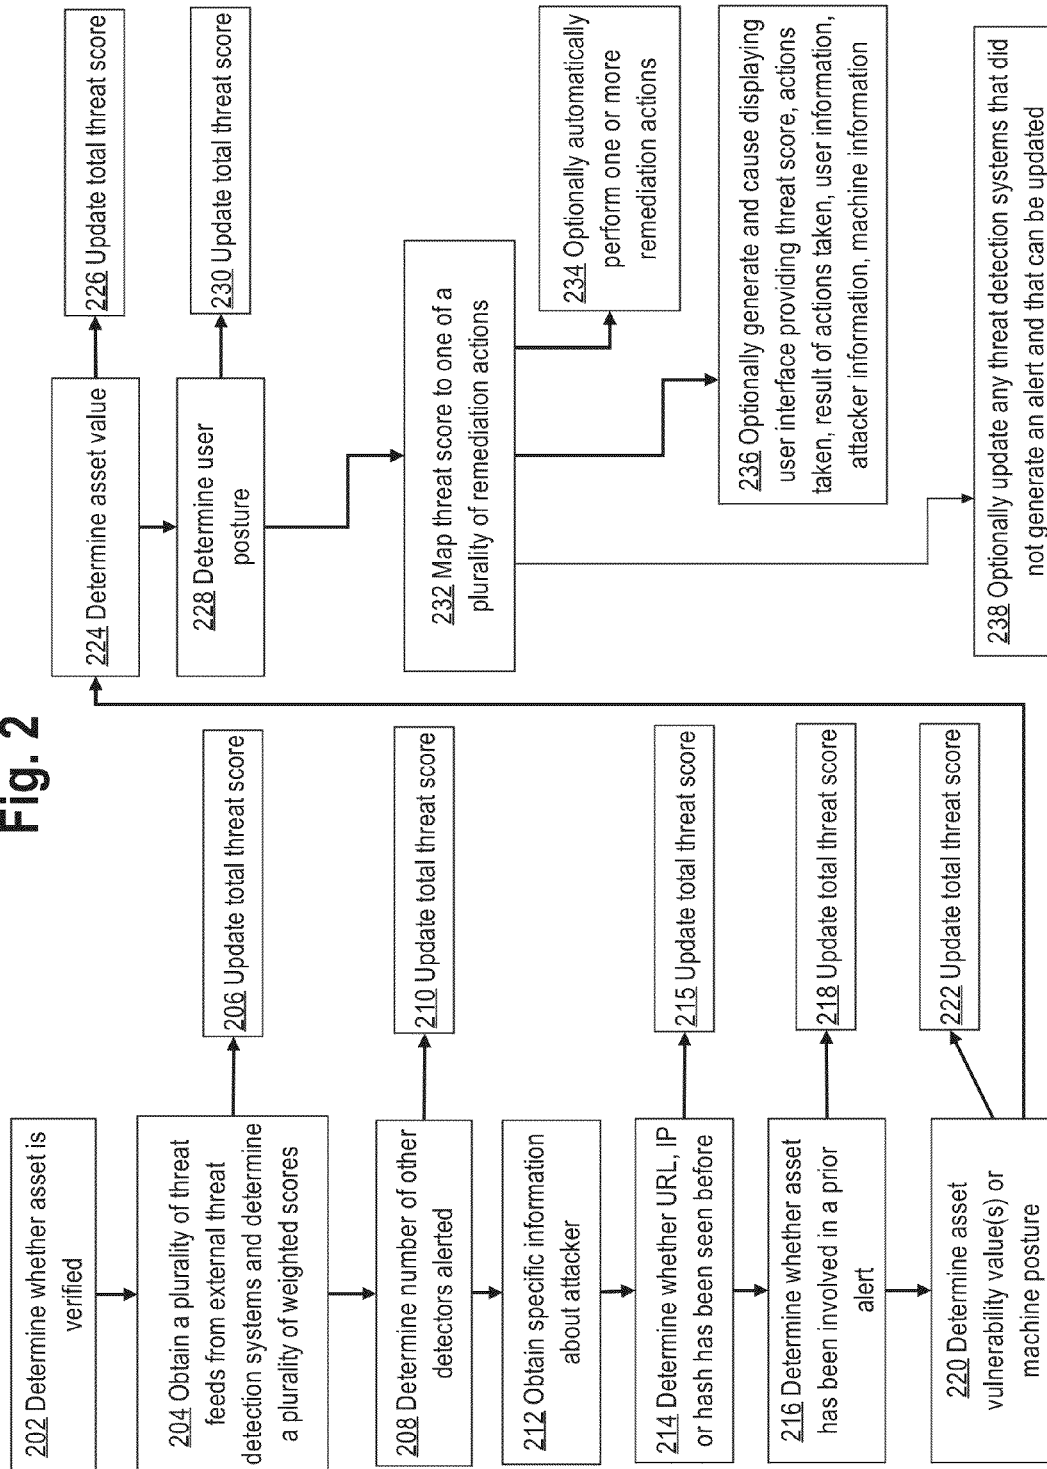 Fig. 2
202 Determine whether asset is
verified
204 Obtain a plurality of threat
feeds from external threat
detection systems and determine
a plurality of weighted scores
206 Update total threat score
208 Determine number of other
detectors alerted
210 Update total threat score
212 Obtain specific information
about attacker
214 Determine whether URL, IP
or hash has been seen before
215 Update total threat score
216 Determine whether asset
has been involved in a prior
alert
218 Update total threat score
220 Determine asset
vulnerability value(s) or
machine posture
222 Update total threat score
224 Determine asset value
226 Update total threat score
228 Determine user
posture
230 Update total threat score
232 Map threat score to one of a
plurality of remediation actions
234 Optionally automatically
perform one or more
remediation actions
236 Optionally generate and cause displaying
user interface providing threat score, actions
taken, result of actions taken, user information,
attacker information, machine information
238 Optionally update any threat detection systems that did
not generate an alert and that can be updated